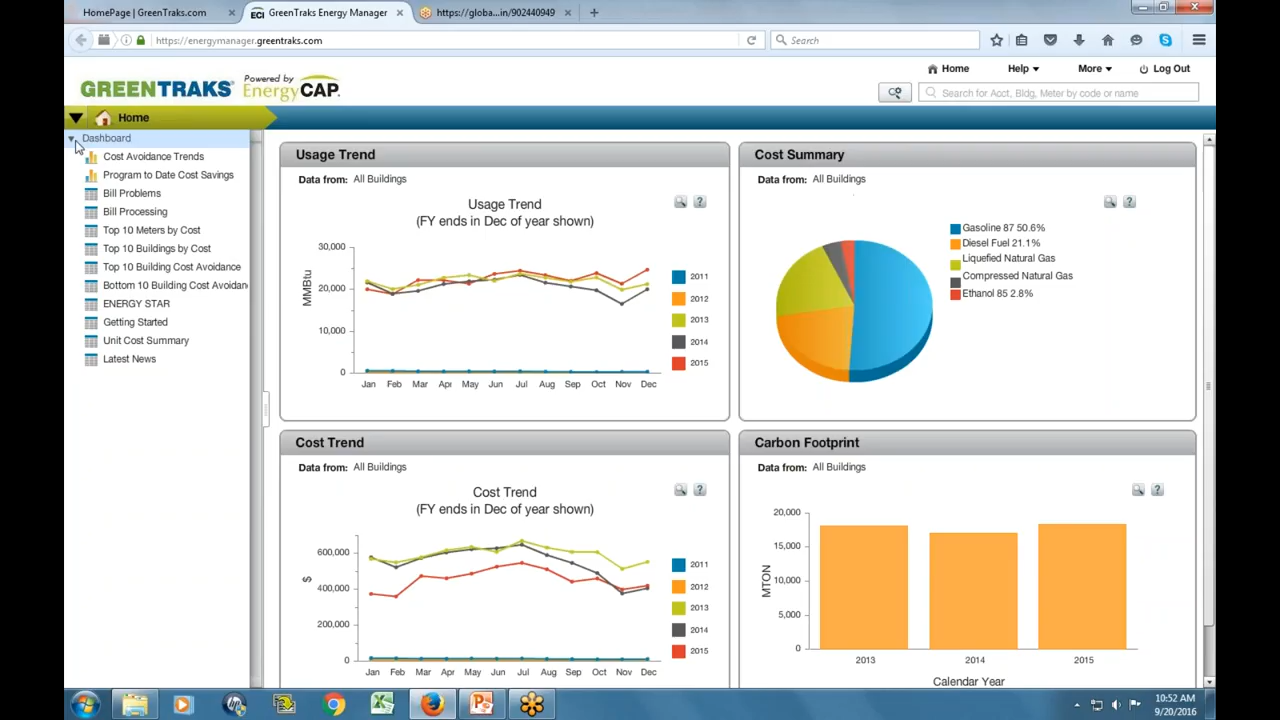 HomePage | GreenTraks.com
ECI GreenTraks Energy Manager
https://globa...in/902440949
https://energymanager.greentraks.com
Search
GREENTRAKS Powered by EnergyCAP
Home
Help
More
Log Out
Search for Acct, Bldg, Meter by code or name
Home
Dashboard
Cost Avoidance Trends
Program to Date Cost Savings
Bill Problems
Bill Processing
Top 10 Meters by Cost
Top 10 Buildings by Cost
Top 10 Building Cost Avoidance
Bottom 10 Building Cost Avoidan
ENERGY STAR
Getting Started
Unit Cost Summary
Latest News
Usage Trend
Data from: All Buildings
Usage Trend
(FY ends in Dec of year shown)
MMBtu
30,000
20,000
10,000
0
Jan Feb Mar Apr May Jun Jul Aug Sep Oct Nov Dec
2011
2012
2013
2014
2015
Cost Summary
Data from: All Buildings
Gasoline 87 50.6%
Diesel Fuel 21.1%
Liquefied Natural Gas
Compressed Natural Gas
Ethanol 85 2.8%
Cost Trend
Data from: All Buildings
Cost Trend
(FY ends in Dec of year shown)
$
600,000
400,000
200,000
0
Jan Feb Mar Apr May Jun Jul Aug Sep Oct Nov Dec
2011
2012
2013
2014
2015
Carbon Footprint
Data from: All Buildings
MTON
20,000
15,000
10,000
5,000
0
2013 2014 2015
Calendar Year
10:52 AM
9/20/2016